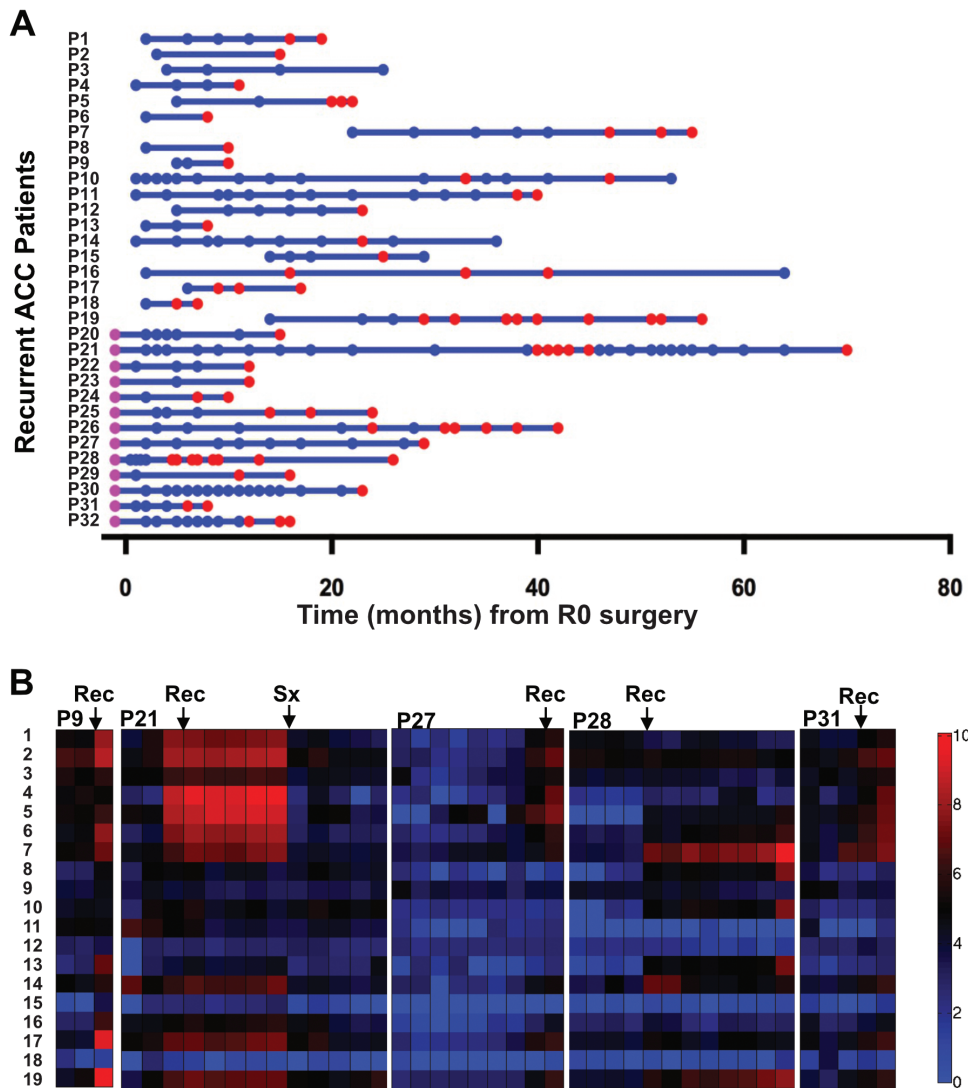 A
Recurrent ACC Patients
P1
P2
P3
P4
P5
P6
P7
P8
P9
P10
P11
P12
P13
P14
P15
P16
P17
P18
P19
P20
P21
P22
P23
P24
P25
P26
P27
P28
P29
P30
P31
P32
0 20 40 60 80
Time (months) from R0 surgery
B
Rec Rec Sx Rec Rec Rec
P9 P21 P27 P28 P31
1
2
3
4
5
6
7
8
9
10
11
12
13
14
15
16
17
18
19
10
8
6
4
2
0